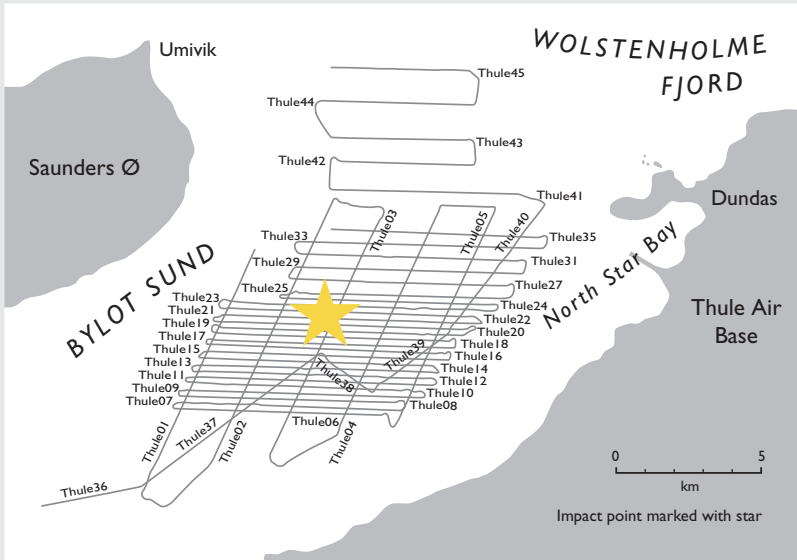 Umivik
WOLSTENHOLME
FJORD
Thule45
Thule44
Thule43
Thule42
Saunders Ø
Thule41
Dundas
Thule03
Thule05
Thule40
Thule33
Thule35
BYLOT SUND
Thule29
Thule31
North Star Bay
Thule25
Thule27
Thule23
Thule24
Thule Air
Base
Thule21
Thule22
Thule19
Thule20
Thule17
Thule18
Thule15
Thule16
Thule39
Thule13
Thule14
Thule38
Thule11
Thule12
Thule09
Thule10
Thule07
Thule08
Thule01
Thule37
Thule02
Thule06
Thule04
Thule36
0 5
km
Impact point marked with star